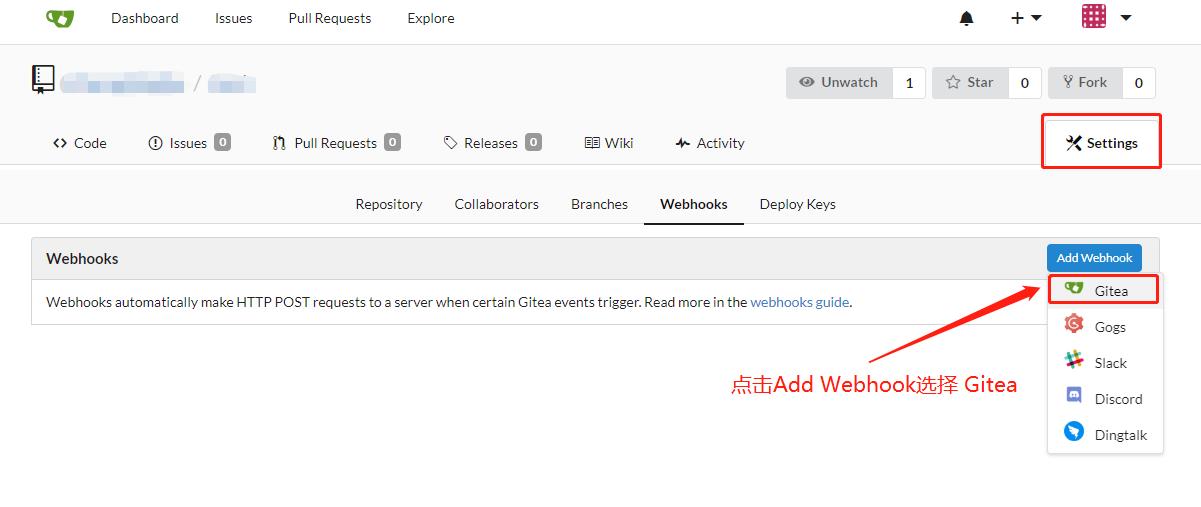 Dashboard Issues Pull Requests Explore
/ Unwatch 1 Star 0 Fork 0
Code Issues 0 Pull Requests 0 Releases 0 Wiki Activity Settings
Repository Collaborators Branches Webhooks Deploy Keys
Webhooks Add Webhook
Webhooks automatically make HTTP POST requests to a server when certain Gitea events trigger. Read more in the webhooks guide.
Gitea
Gogs
Slack
点击Add Webhook选择 Gitea
Discord
Dingtalk